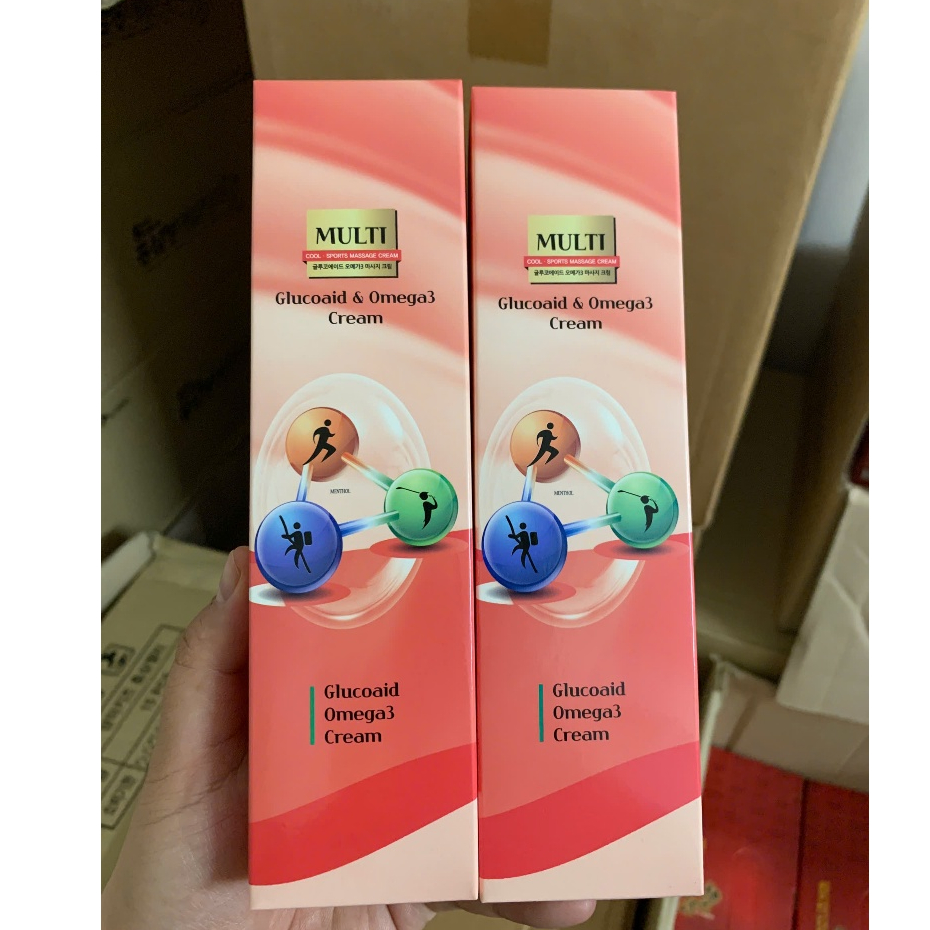 MULTI
COOL · SPORTS MASSAGE CREAM
글루코에이드 오메가3 마사지 크림
Glucoaid & Omega3
Cream
MENTHOL
Glucoaid
Omega3
Cream
MULTI
COOL · SPORTS MASSAGE CREAM
글루코에이드 오메가3 마사지 크림
Glucoaid & Omega3
Cream
MENTHOL
Glucoaid
Omega3
Cream